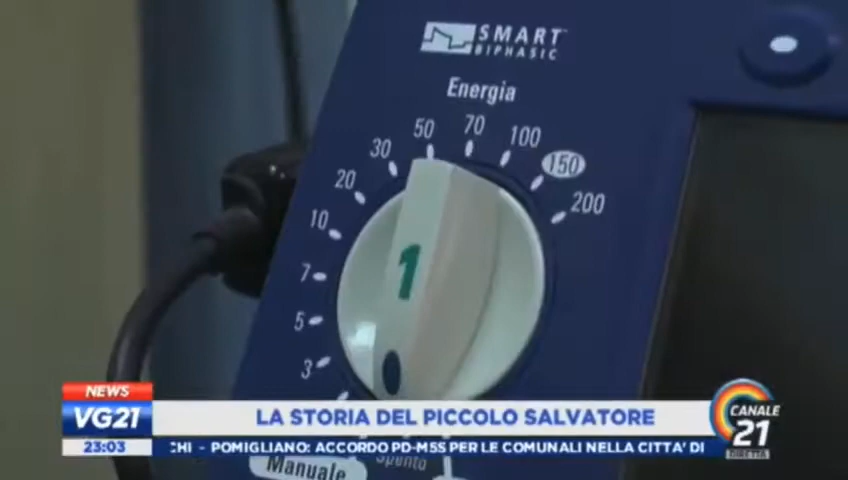 SMART
BIPHASIC
Energia
50
70
100
150
200
30
20
10
7
5
3
1
NEWS
VG21
23:03
LA STORIA DEL PICCOLO SALVATORE
CHI - POMIGLIANO: ACCORDO PD-M5S PER LE COMUNALI NELLA CITTA' DI
CANALE
21
DIRETTA
Manuale
Spento